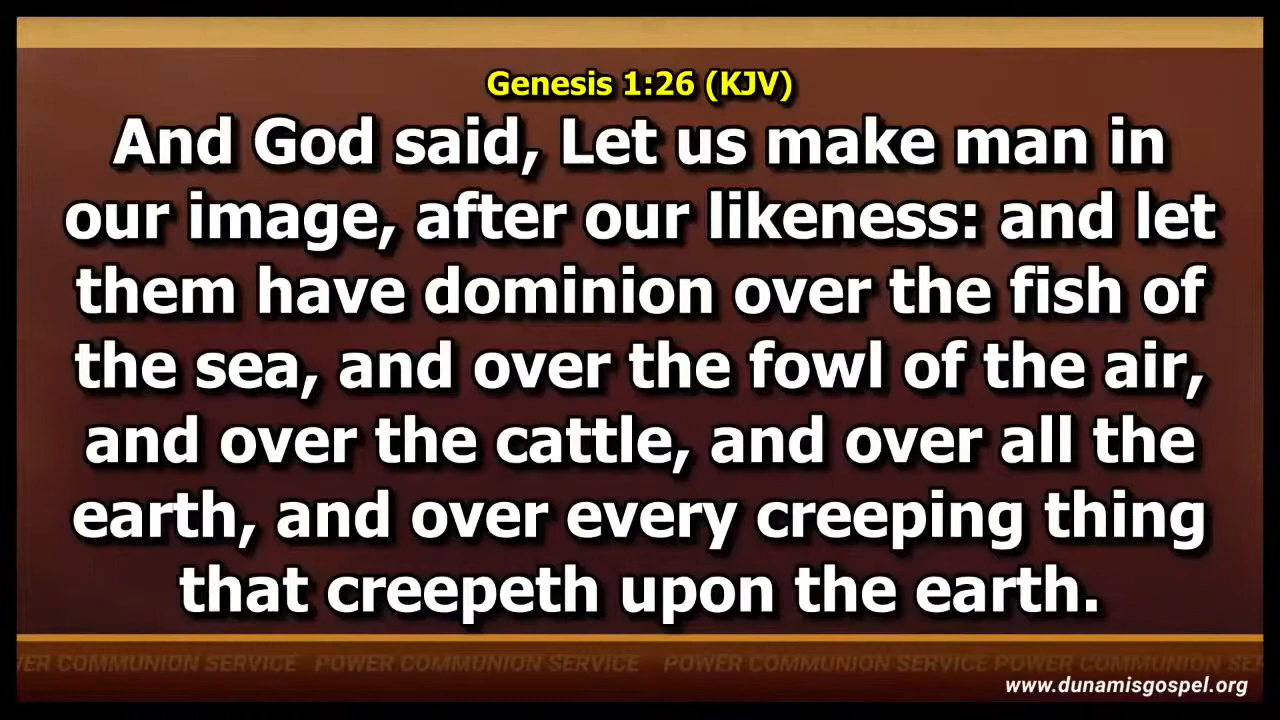 Genesis 1:26 (KJV)
And God said, Let us make man in
our image, after our likeness: and let
them have dominion over the fish of
the sea, and over the fowl of the air,
and over the cattle, and over all the
earth, and over every creeping thing
that creepeth upon the earth.
COMMUNION SERVICE POWER COMMUNION SERVICE POWER COMMUNION SERVICE POWER COMMUNION
www.dunamisgospel.org